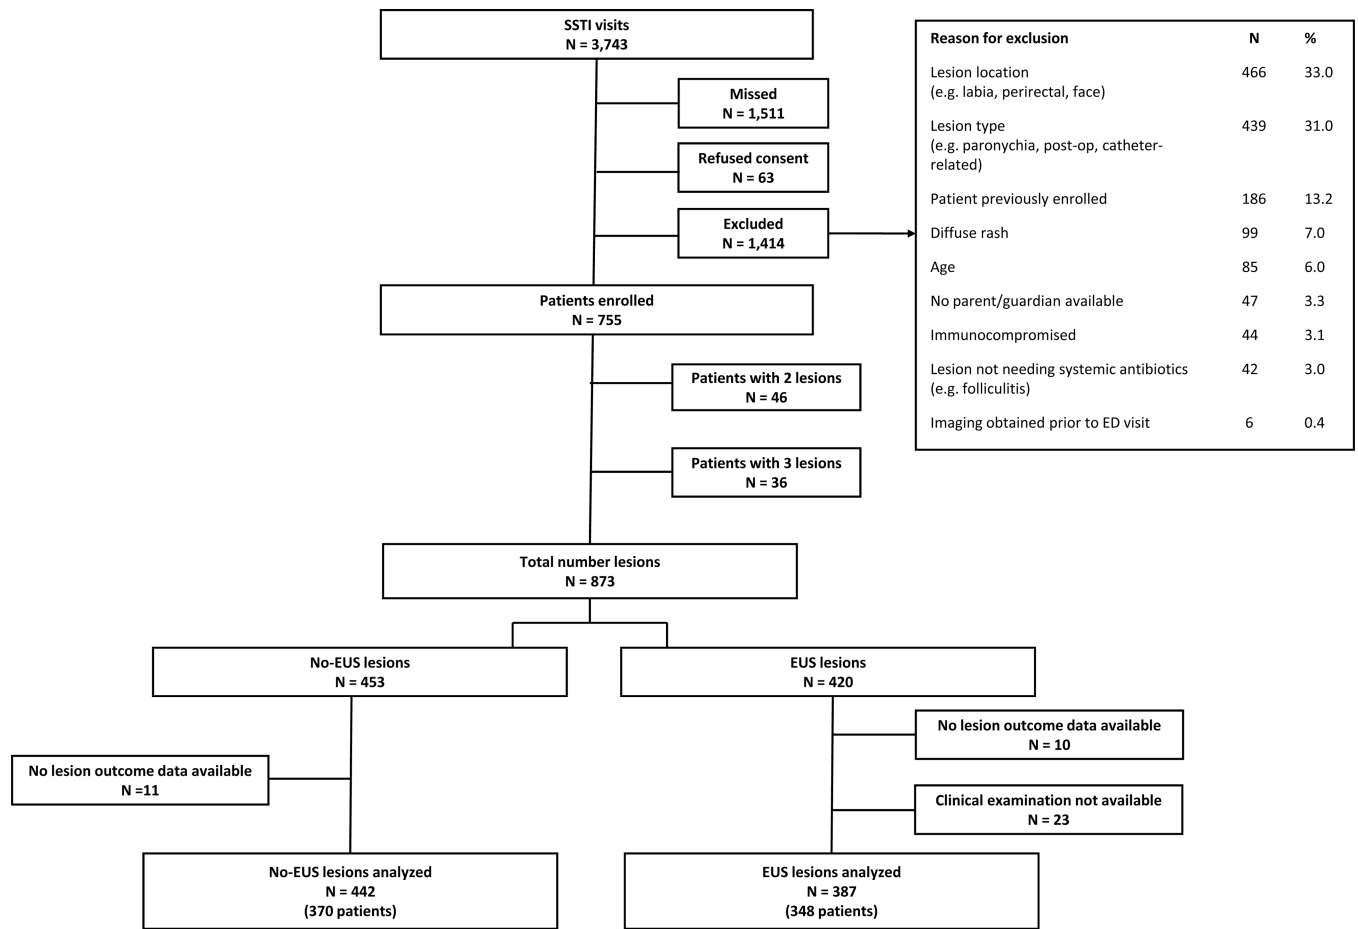 SSTI visits
N = 3,743
Missed
N = 1,511
Refused consent
N = 63
Excluded
N = 1,414
Reason for exclusion N %
Lesion location 466 33.0
(e.g. labia, perirectal, face)
Lesion type 439 31.0
(e.g. paronychia, post-op, catheter-
related)
Patient previously enrolled 186 13.2
Diffuse rash 99 7.0
Age 85 6.0
No parent/guardian available 47 3.3
Immunocompromised 44 3.1
Lesion not needing systemic antibiotics 42 3.0
(e.g. folliculitis)
Imaging obtained prior to ED visit 6 0.4
Patients enrolled
N = 755
Patients with 2 lesions
N = 46
Patients with 3 lesions
N = 36
Total number lesions
N = 873
No-EUS lesions
N = 453
EUS lesions
N = 420
No lesion outcome data available
N =11
No lesion outcome data available
N = 10
Clinical examination not available
N = 23
No-EUS lesions analyzed
N = 442
(370 patients)
EUS lesions analyzed
N = 387
(348 patients)